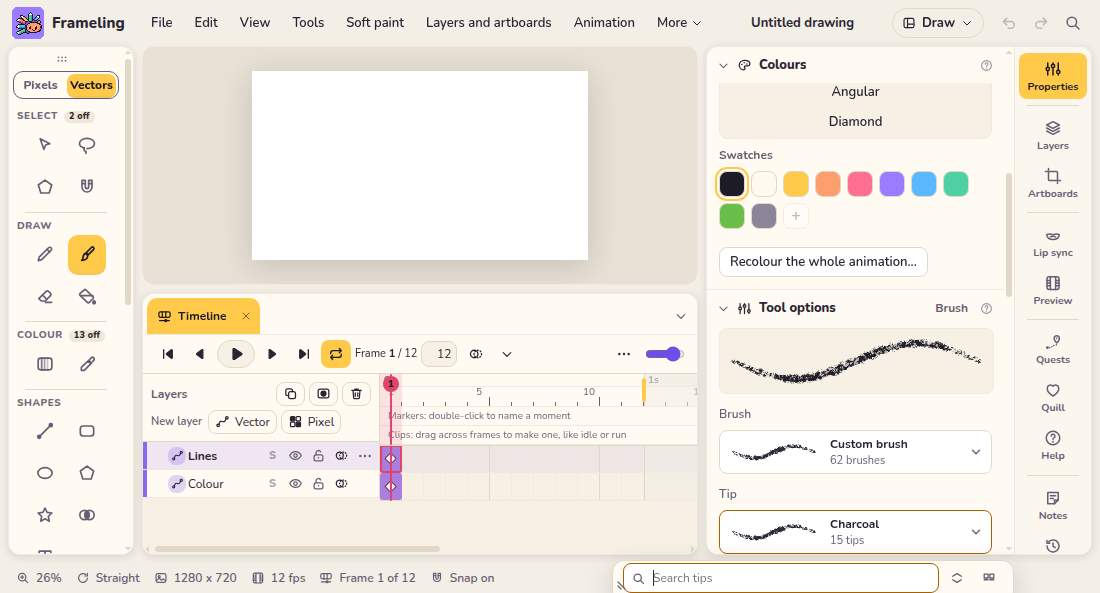 Frameling
File
Edit
View
Tools
Soft paint
Layers and artboards
Animation
More
Untitled drawing
Draw
Pixels
Vectors
SELECT
2 off
DRAW
COLOUR
13 off
SHAPES
Timeline
Frame 1 / 12
12
Layers
New layer
Vector
Pixel
1
5
10
1s
Markers: double-click to name a moment
Clips: drag across frames to make one, like idle or run
Lines
S
Colour
S
Colours
Angular
Diamond
Swatches
Recolour the whole animation...
Tool options
Brush
Brush
Custom brush
62 brushes
Tip
Charcoal
15 tips
Search tips
Properties
Layers
Artboards
Lip sync
Preview
Quests
Quill
Help
Notes
26%
Straight
1280 x 720
12 fps
Frame 1 of 12
Snap on